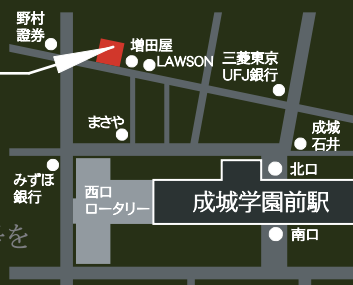 野村
證券
増田屋
LAWSON
三菱東京
UFJ銀行
まさや
成城
石井
みずほ
銀行
西口
ロータリー
北口
成城学園前駅
南口
を